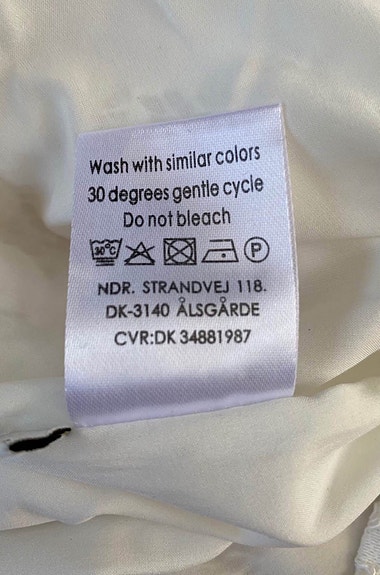 Wash with similar colors
30 degrees gentle cycle
Do not bleach
30°C P
NDR. STRANDVEJ 118.
DK-3140 ÅLSGÅRDE
CVR:DK 34881987